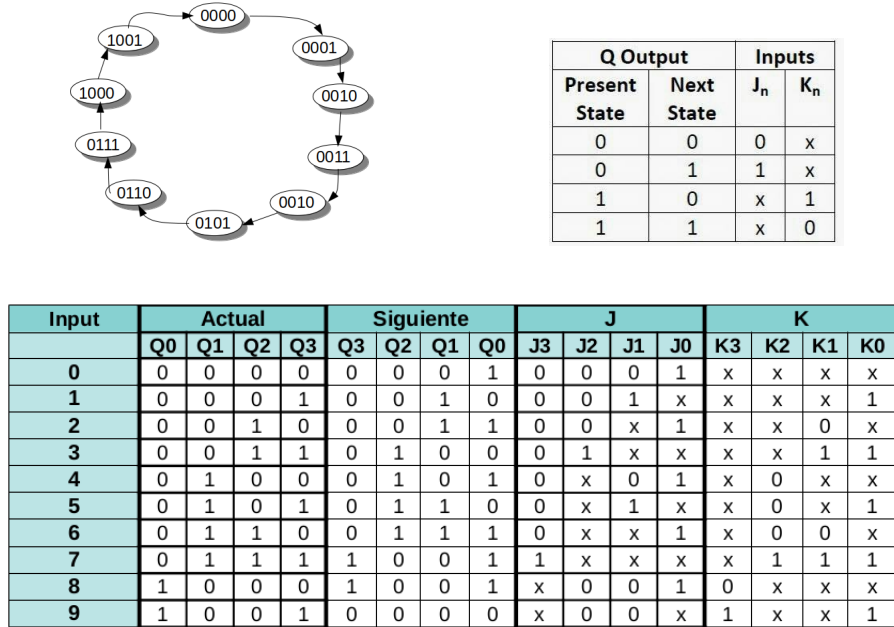 0000
0001
0010
0011
0010
0101
0110
0111
1000
1001
Q Output Inputs
Present State Next State Jn Kn
0 0 0 x
0 1 1 x
1 0 x 1
1 1 x 0
Input Actual Siguiente J K
Q0 Q1 Q2 Q3 Q3 Q2 Q1 Q0 J3 J2 J1 J0 K3 K2 K1 K0
0 0 0 0 0 0 0 0 1 0 0 0 1 x x x x
1 0 0 0 1 0 0 1 0 0 0 1 x x x x 1
2 0 0 1 0 0 0 1 1 0 0 x 1 x x 0 x
3 0 0 1 1 0 1 0 0 0 1 x x x x 1 1
4 0 1 0 0 0 1 0 1 0 x 0 1 x 0 x x
5 0 1 0 1 0 1 1 0 0 x 1 x x 0 x 1
6 0 1 1 0 0 1 1 1 0 x x 1 x 0 0 x
7 0 1 1 1 1 0 0 1 1 x x x x 1 1 1
8 1 0 0 0 1 0 0 1 x 0 0 1 0 x x x
9 1 0 0 1 0 0 0 0 x 0 0 x 1 x x 1